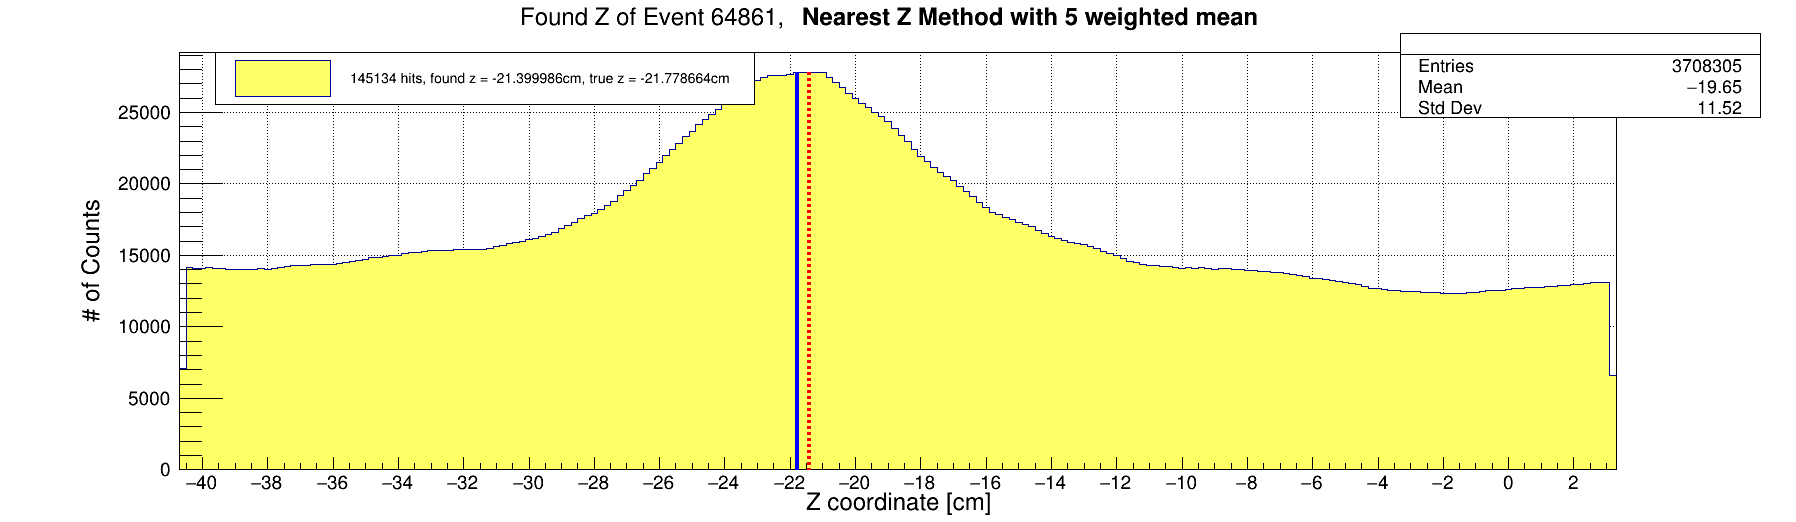 Found Z of Event 64861, Nearest Z Method with 5 weighted mean
145134 hits, found z = -21.399986cm, true z = -21.778664cm
Entries 3708305
Mean −19.65
Std Dev 11.52
# of Counts
25000
20000
15000
10000
5000
0
−40 −38 −36 −34 −32 −30 −28 −26 −24 −22 −20 −18 −16 −14 −12 −10 −8 −6 −4 −2 0 2
Z coordinate [cm]